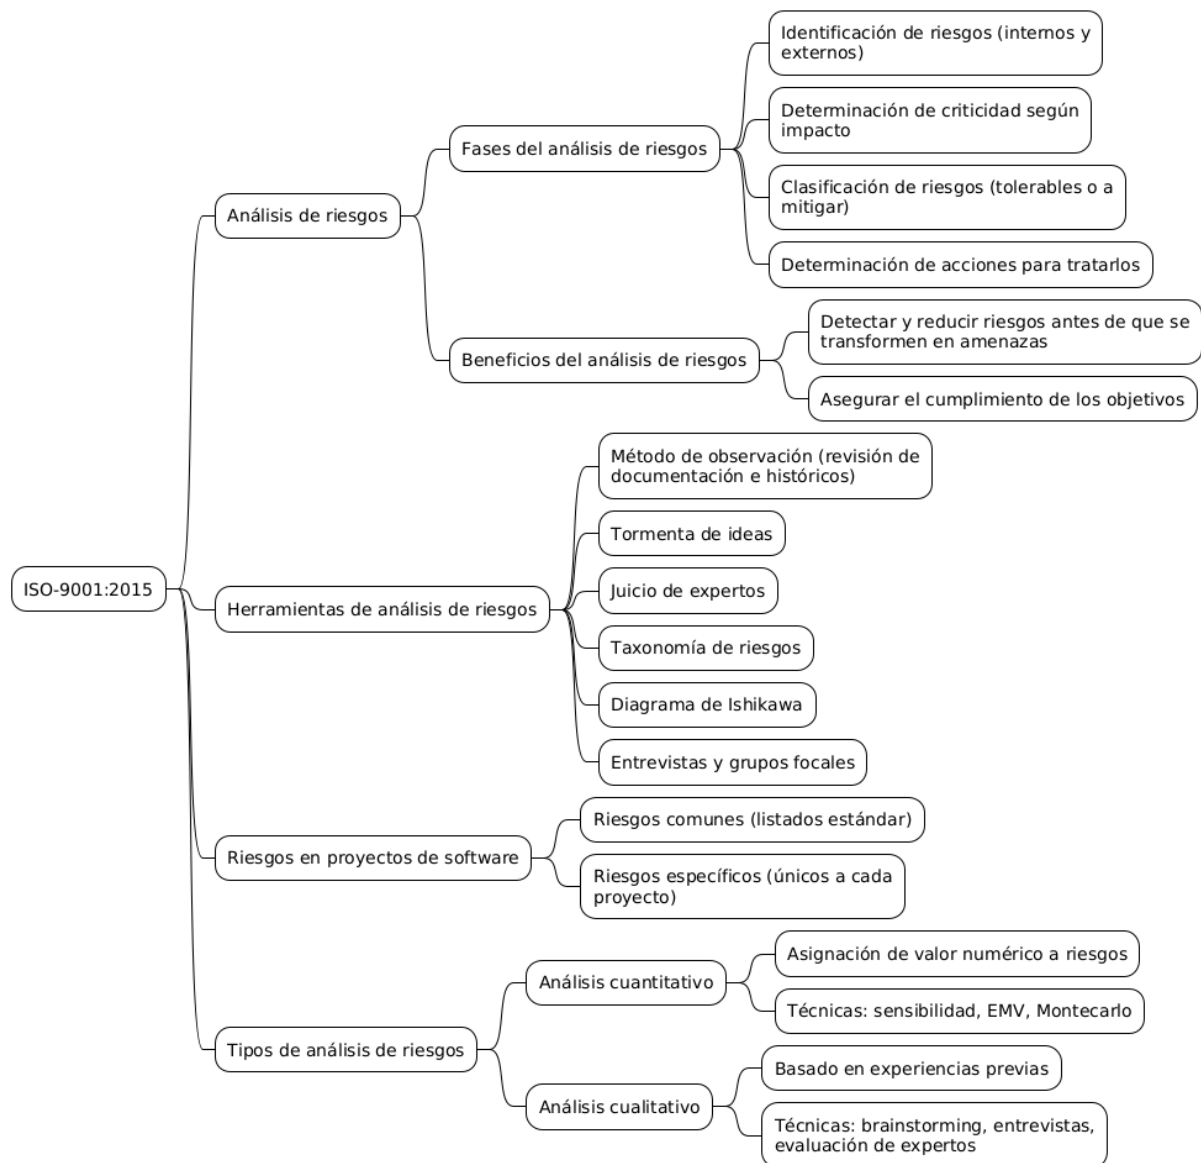 ISO-9001:2015
Análisis de riesgos
Fases del análisis de riesgos
Identificación de riesgos (internos y
externos)
Determinación de criticidad según
impacto
Clasificación de riesgos (tolerables o a
mitigar)
Determinación de acciones para tratarlos
Beneficios del análisis de riesgos
Detectar y reducir riesgos antes de que se
transformen en amenazas
Asegurar el cumplimiento de los objetivos
Herramientas de análisis de riesgos
Método de observación (revisión de
documentación e históricos)
Tormenta de ideas
Juicio de expertos
Taxonomía de riesgos
Diagrama de Ishikawa
Entrevistas y grupos focales
Riesgos en proyectos de software
Riesgos comunes (listados estándar)
Riesgos específicos (únicos a cada
proyecto)
Tipos de análisis de riesgos
Análisis cuantitativo
Asignación de valor numérico a riesgos
Técnicas: sensibilidad, EMV, Montecarlo
Análisis cualitativo
Basado en experiencias previas
Técnicas: brainstorming, entrevistas,
evaluación de expertos